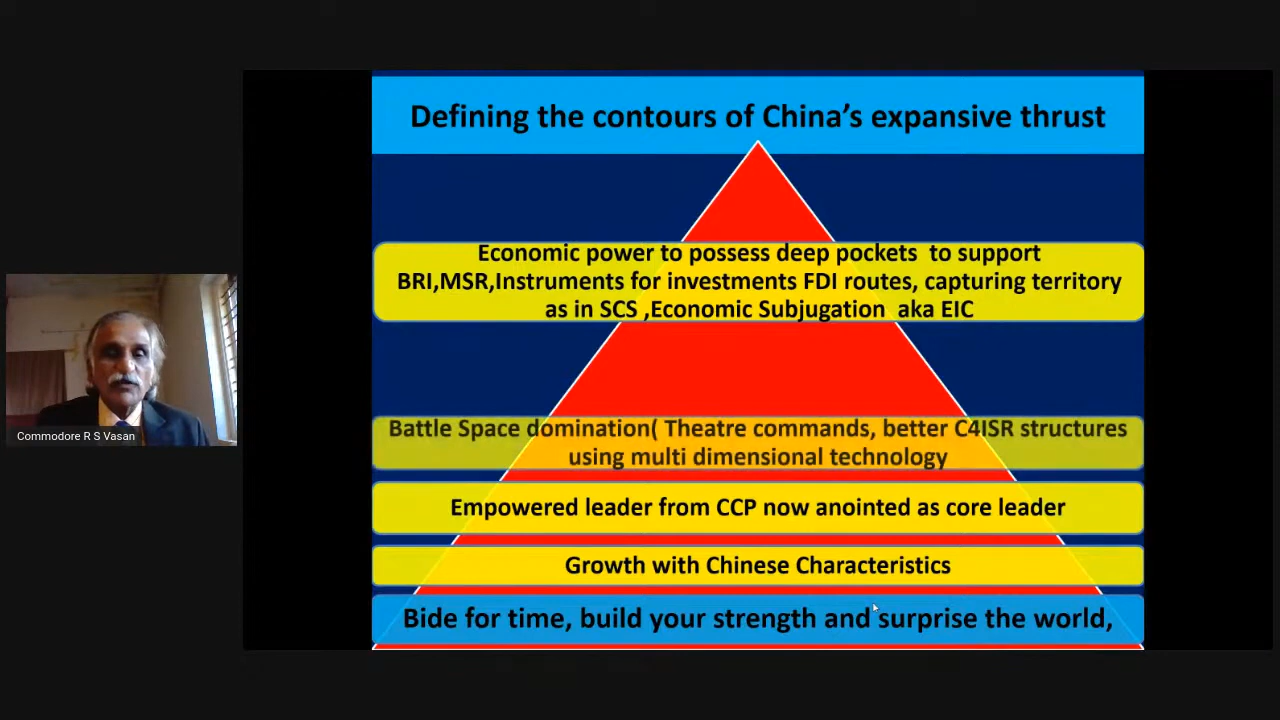 Defining the contours of China's expansive thrust
Economic power to possess deep pockets to support
BRI,MSR,Instruments for investments FDI routes, capturing territory
as in SCS ,Economic Subjugation aka EIC
Battle Space domination( Theatre commands, better C4ISR structures
using multi dimensional technology
Empowered leader from CCP now anointed as core leader
Growth with Chinese Characteristics
Bide for time, build your strength and surprise the world,
Commodore R S Vasan